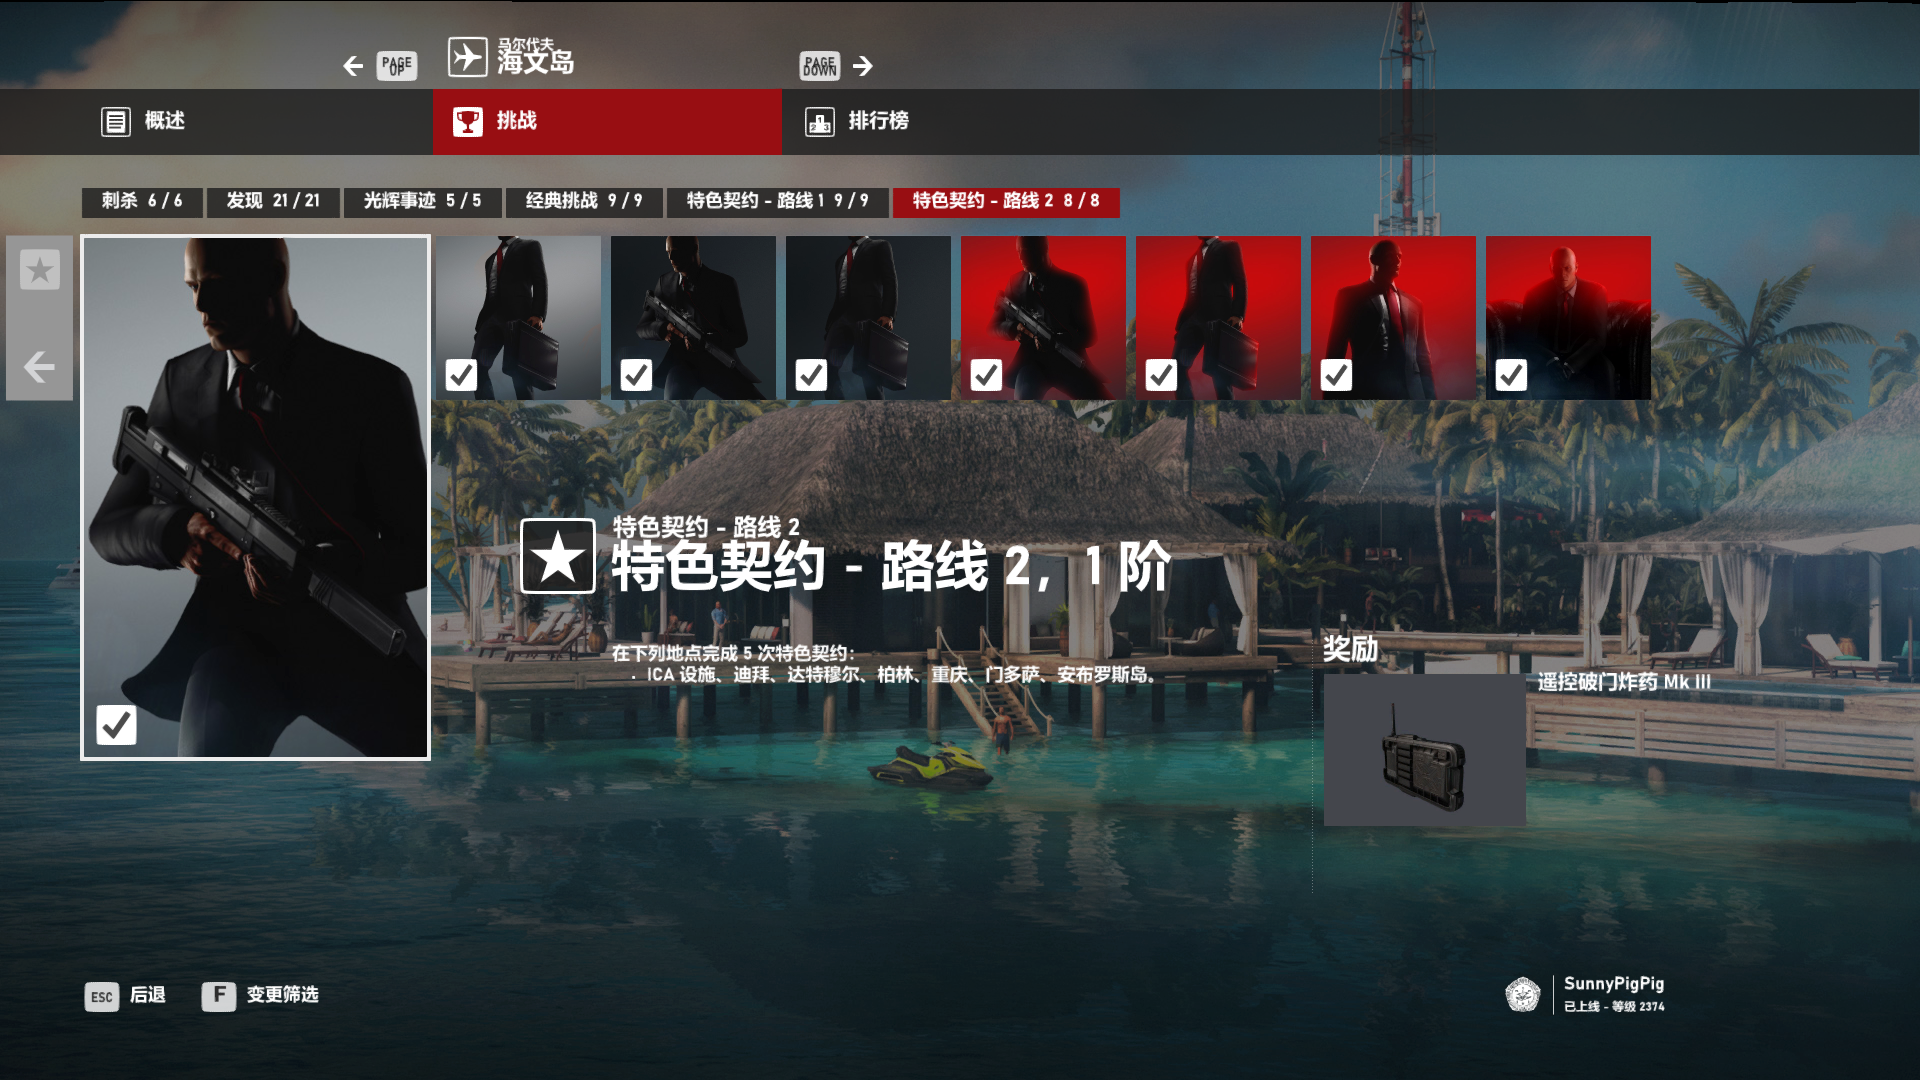 PAGE UP
马尔代夫
海文岛
PAGE DOWN
概述
挑战
排行榜
刺杀 6 / 6
发现 21 / 21
光辉事迹 5 / 5
经典挑战 9 / 9
特色契约 - 路线 1 9 / 9
特色契约 - 路线 2 8 / 8
特色契约 - 路线 2
特色契约 - 路线 2，1 阶
在下列地点完成 5 次特色契约：
· ICA 设施、迪拜、达特穆尔、柏林、重庆、门多萨、安布罗斯岛。
奖励
遥控破门炸药 Mk III
ESC 后退
F 变更筛选
SunnyPigPig
已上线 - 等级 2374